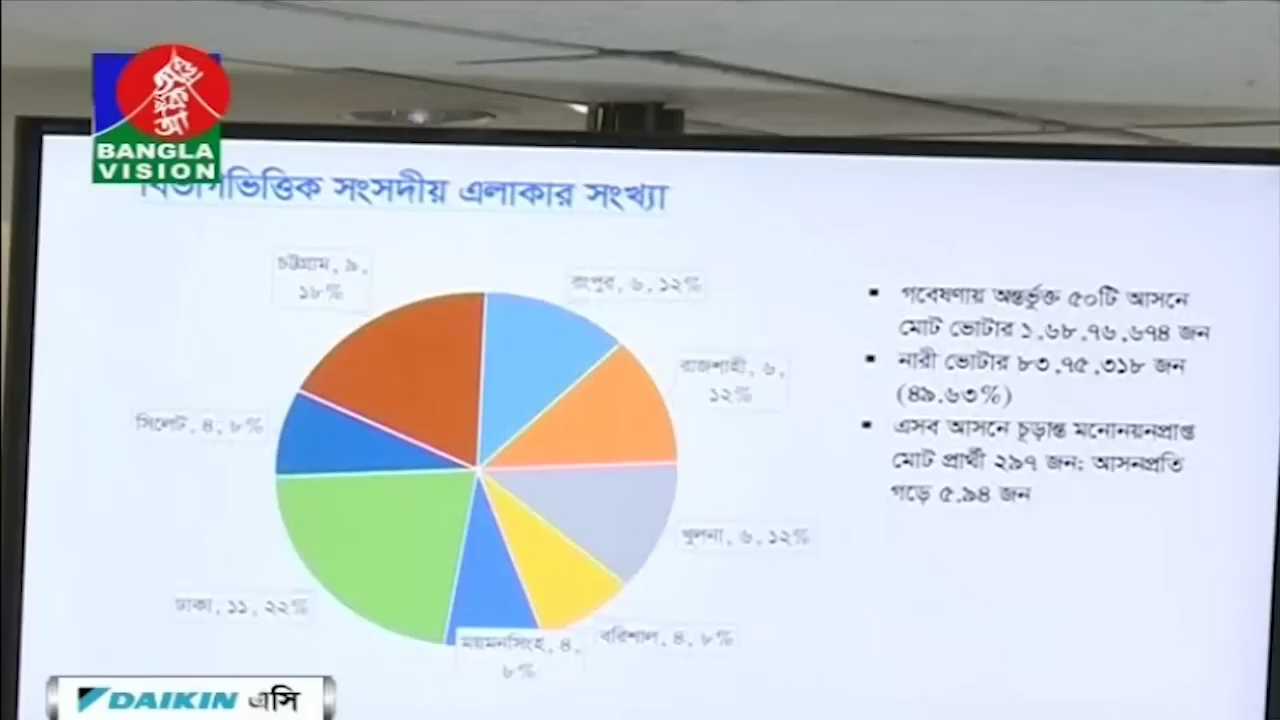 BANGLA
VISION
বিভাগভিত্তিক সংসদীয় এলাকার সংখ্যা
চট্টগ্রাম, ৯,
১৮%
রংপুর, ৬, ১২%
রাজশাহী, ৬,
১২%
সিলেট, ৪, ৮%
খুলনা, ৬, ১২%
ঢাকা, ১১, ২২%
ময়মনসিংহ, ৪,
৮%
বরিশাল, ৪, ৮%
▪ গবেষণায় অন্তর্ভুক্ত ৫০টি আসনে
মোট ভোটার ১,৬৮,৭৬,৬৭৪ জন
▪ নারী ভোটার ৮৩,৭৫,৩১৮ জন
(৪৯.৬৩%)
▪ এসব আসনে চূড়ান্ত মনোনয়নপ্রাপ্ত
মোট প্রার্থী ২৯৭ জন; আসনপ্রতি
গড়ে ৫.৯৪ জন
DAIKIN এসি